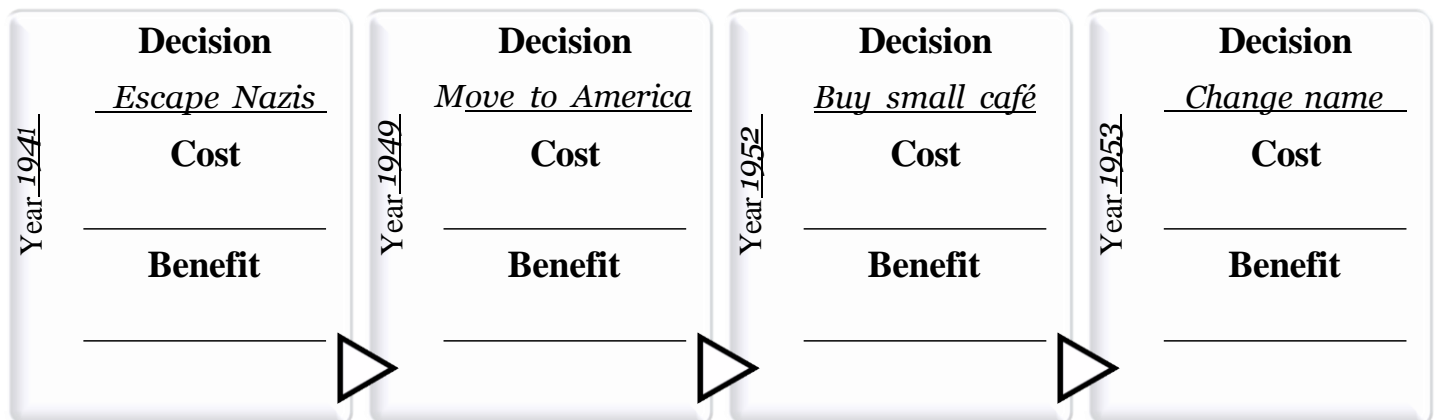 Year 1941
Decision
Escape Nazis
Cost
Benefit
Year 1949
Decision
Move to America
Cost
Benefit
Year 1952
Decision
Buy small café
Cost
Benefit
Year 1953
Decision
Change name
Cost
Benefit